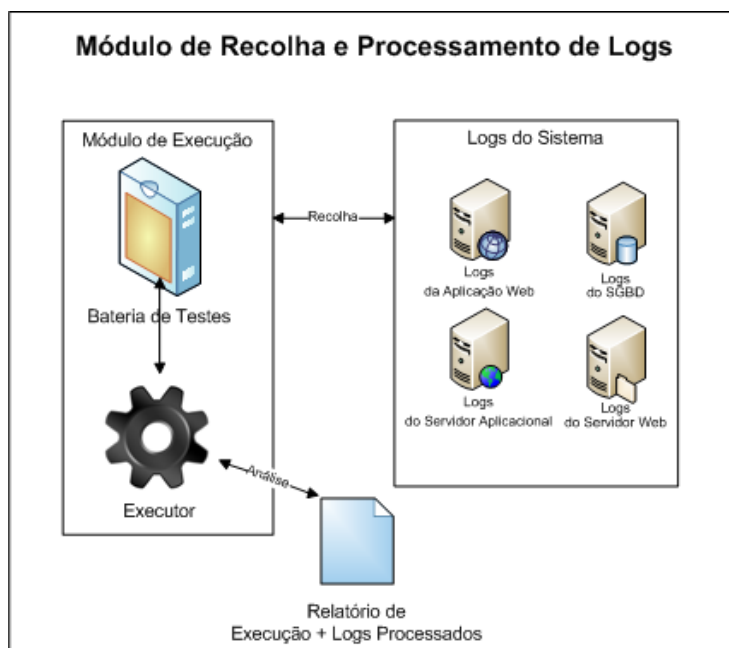 Módulo de Recolha e Processamento de Logs
Módulo de Execução
Bateria de Testes
Executor
Recolha
Logs do Sistema
Logs
da Aplicação Web
Logs
do SGBD
Logs
do Servidor Aplicacional
Logs
do Servidor Web
Análise
Relatório de
Execução + Logs Processados